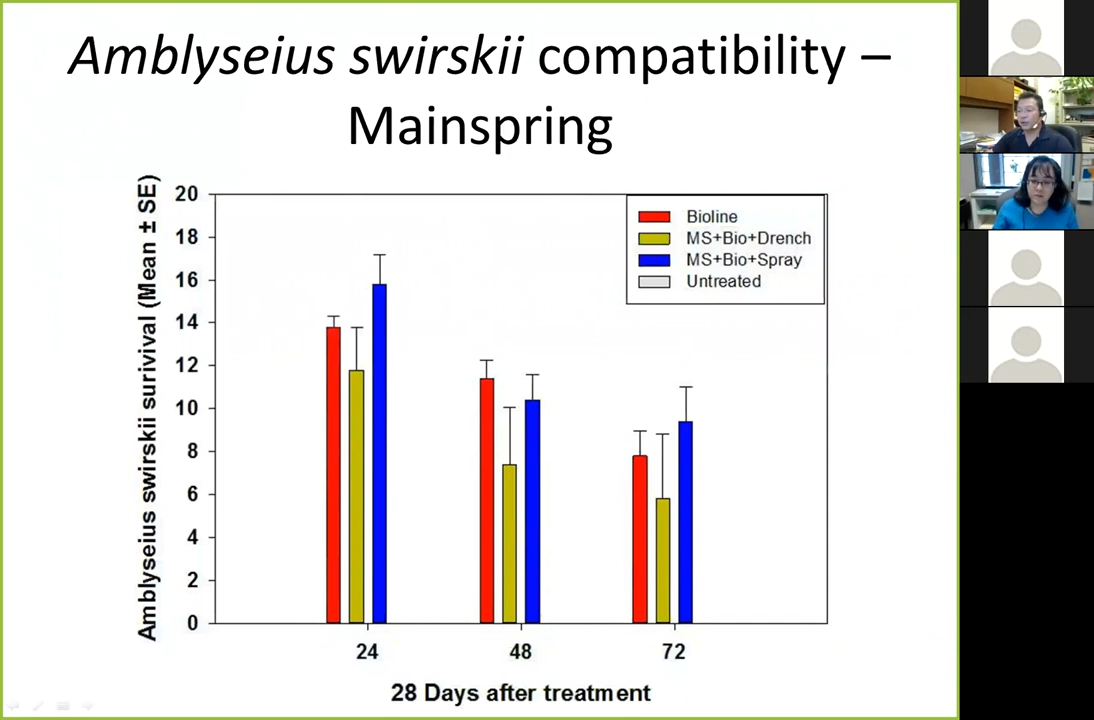 Amblyseius swirskii compatibility –
Mainspring
Amblyseius swirskii surivival (Mean ± SE)
20
18
16
14
12
10
8
6
4
2
0
Bioline
MS+Bio+Drench
MS+Bio+Spray
Untreated
24
48
72
28 Days after treatment